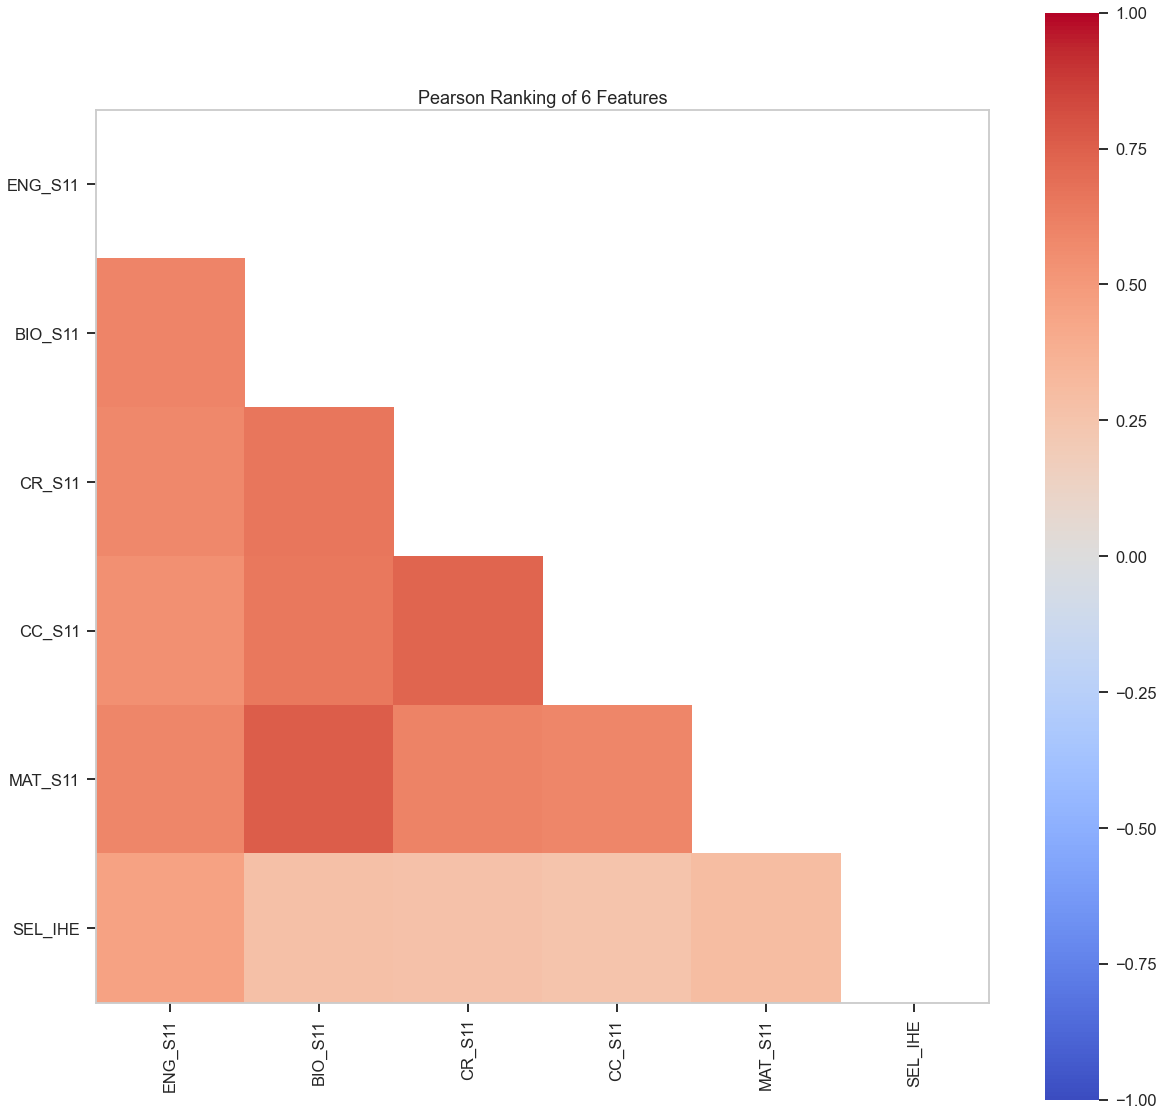 Pearson Ranking of 6 Features
ENG_S11
BIO_S11
CR_S11
CC_S11
MAT_S11
SEL_IHE
ENG_S11
BIO_S11
CR_S11
CC_S11
MAT_S11
SEL_IHE
1.00
0.75
0.50
0.25
0.00
−0.25
−0.50
−0.75
−1.00